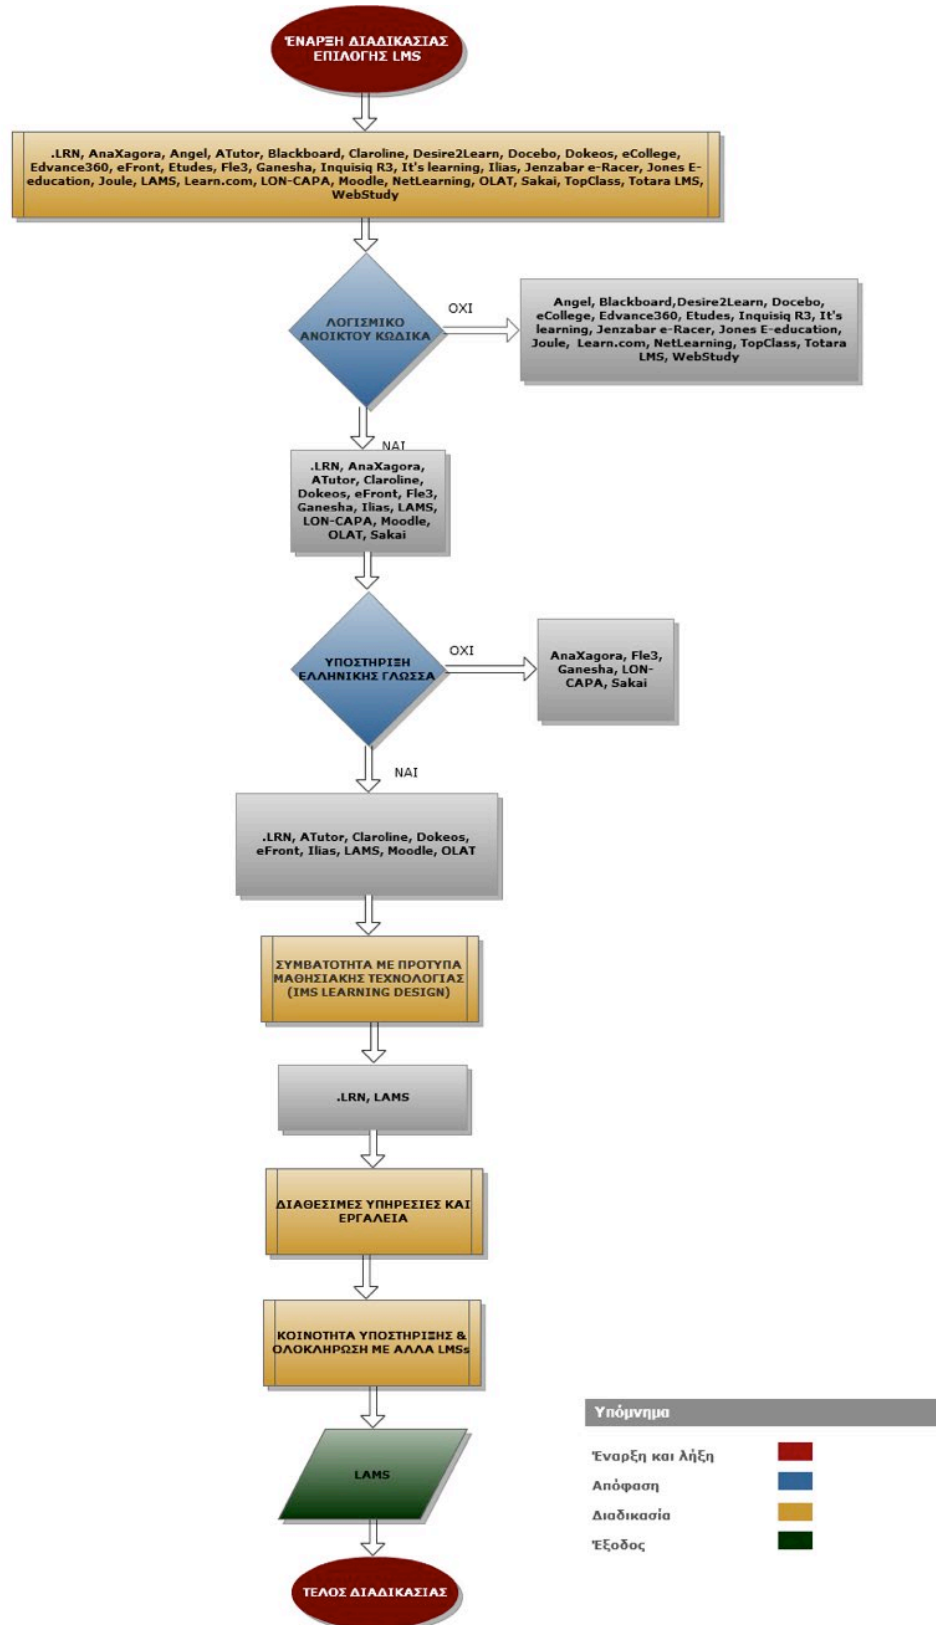 ΈΝΑΡΞΗ ΔΙΑΔΙΚΑΣΙΑΣ
ΕΠΙΛΟΓΗΣ LMS
.LRN, AnaXagora, Angel, ATutor, Blackboard, Claroline, Desire2Learn, Docebo, Dokeos, eCollege,
Edvance360, eFront, Etudes, Fle3, Ganesha, Inquisiq R3, It's learning, Ilias, Jenzabar e-Racer, Jones E-
education, Joule, LAMS, Learn.com, LON-CAPA, Moodle, NetLearning, OLAT, Sakai, TopClass, Totara LMS,
WebStudy
ΛΟΓΙΣΜΙΚΟ
ΑΝΟΙΚΤΟΥ ΚΩΔΙΚΑ
ΟΧΙ
Angel, Blackboard,Desire2Learn, Docebo,
eCollege, Edvance360, Etudes, Inquisiq R3, It's
learning, Jenzabar e-Racer, Jones E-education,
Joule, Learn.com, NetLearning, TopClass, Totara
LMS, WebStudy
ΝΑΙ
.LRN, AnaXagora,
ATutor, Claroline,
Dokeos, eFront, Fle3,
Ganesha, Ilias, LAMS,
LON-CAPA, Moodle,
OLAT, Sakai
ΥΠΟΣΤΗΡΙΞΗ
ΕΛΛΗΝΙΚΗΣ ΓΛΩΣΣΑ
ΟΧΙ
AnaXagora, Fle3,
Ganesha, LON-
CAPA, Sakai
ΝΑΙ
.LRN, ATutor, Claroline, Dokeos,
eFront, Ilias, LAMS, Moodle, OLAT
ΣΥΜΒΑΤΟΤΗΤΑ ΜΕ ΠΡΟΤΥΠΑ
ΜΑΘΗΣΙΑΚΗΣ ΤΕΧΝΟΛΟΓΙΑΣ
(IMS LEARNING DESIGN)
.LRN, LAMS
ΔΙΑΘΕΣΙΜΕΣ ΥΠΗΡΕΣΙΕΣ ΚΑΙ
ΕΡΓΑΛΕΙΑ
ΚΟΙΝΟΤΗΤΑ ΥΠΟΣΤΗΡΙΞΗΣ &
ΟΛΟΚΛΗΡΩΣΗ ΜΕ ΑΛΛΑ LMSs
LAMS
ΤΕΛΟΣ ΔΙΑΔΙΚΑΣΙΑΣ
Υπόμνημα
Έναρξη και λήξη
Απόφαση
Διαδικασία
Έξοδος